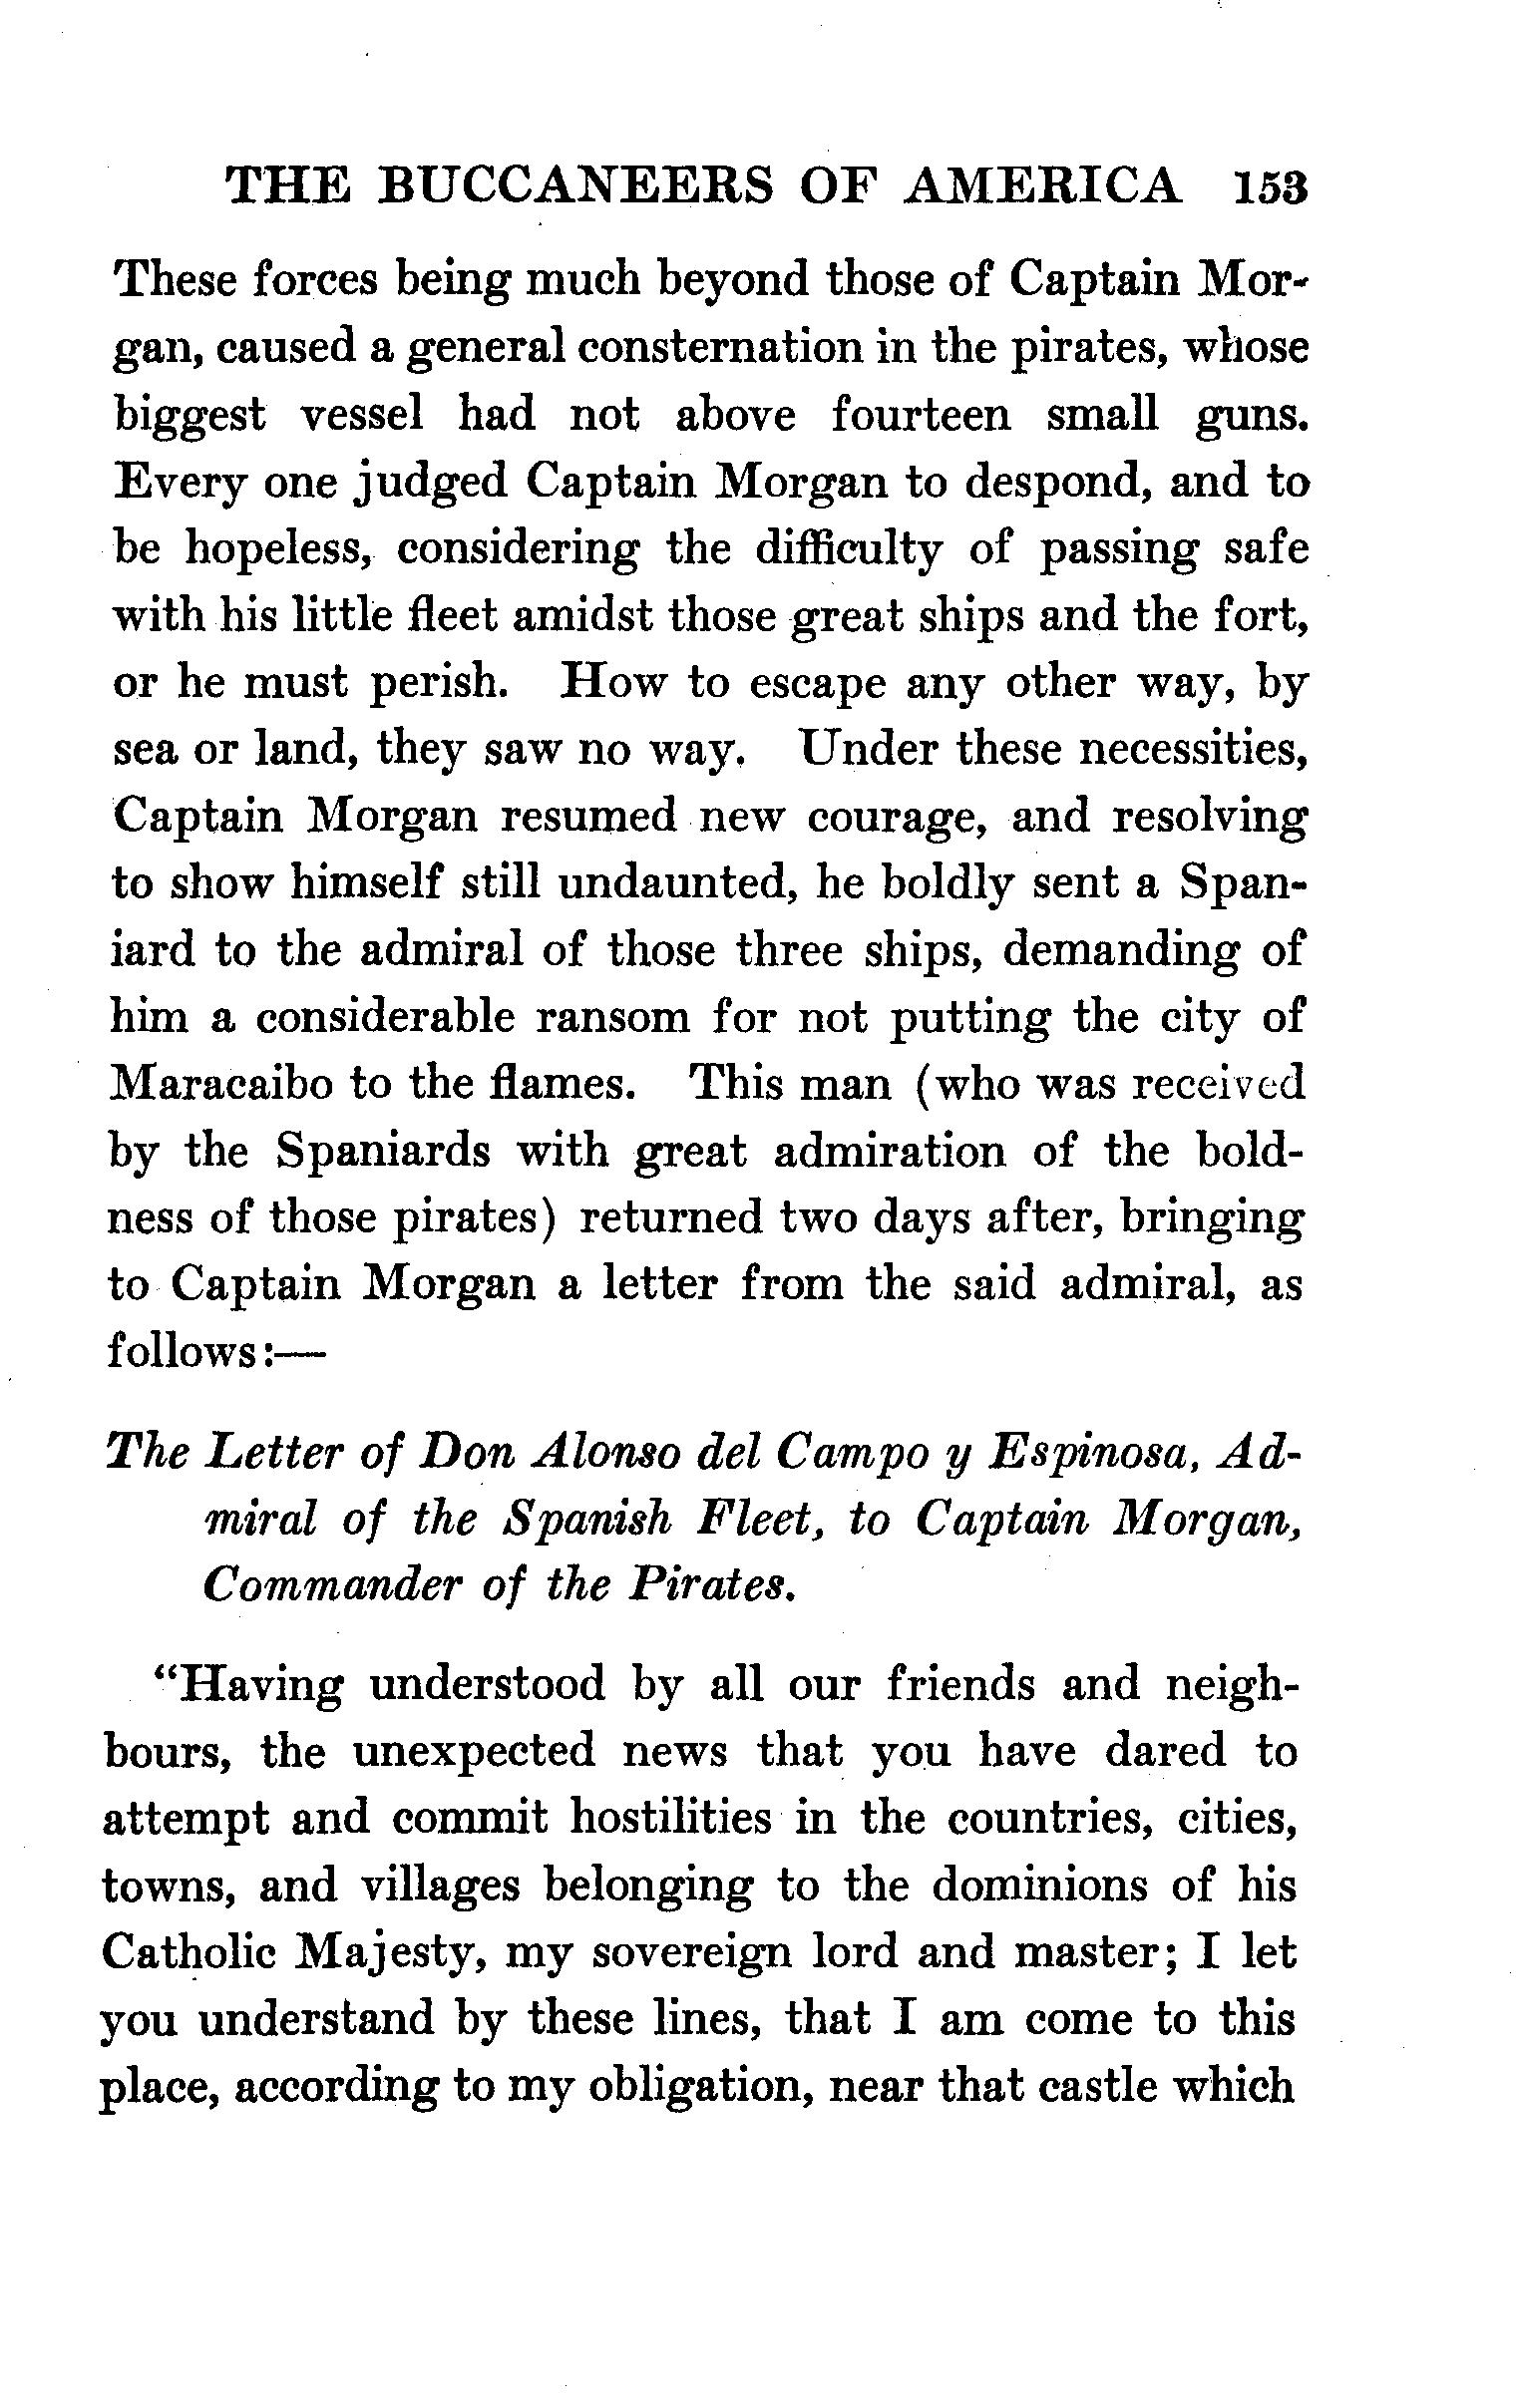 THE BUCCANEERS OF AMERICA 153
These forces being much beyond those of Captain Mor-
gan, caused a general consternation in the pirates, whose
biggest vessel had not above fourteen small guns.
Every one judged Captain Morgan to despond, and to
be hopeless, considering the difficulty of passing safe
with his little fleet amidst those great ships and the fort,
or he must perish. How to escape any other way, by
sea or land, they saw no way. Under these necessities,
Captain Morgan resumed new courage, and resolving
to show himself still undaunted, he boldly sent a Span-
iard to the admiral of those three ships, demanding of
him a considerable ransom for not putting the city of
Maracaibo to the flames. This man (who was received
by the Spaniards with great admiration of the bold-
ness of those pirates) returned two days after, bringing
to Captain Morgan a letter from the said admiral, as
follows:—
The Letter of Don Alonso del Campo y Espinosa, Ad-
miral of the Spanish Fleet, to Captain Morgan,
Commander of the Pirates.
“Having understood by all our friends and neigh-
bours, the unexpected news that you have dared to
attempt and commit hostilities in the countries, cities,
towns, and villages belonging to the dominions of his
Catholic Majesty, my sovereign lord and master; I let
you understand by these lines, that I am come to this
place, according to my obligation, near that castle which